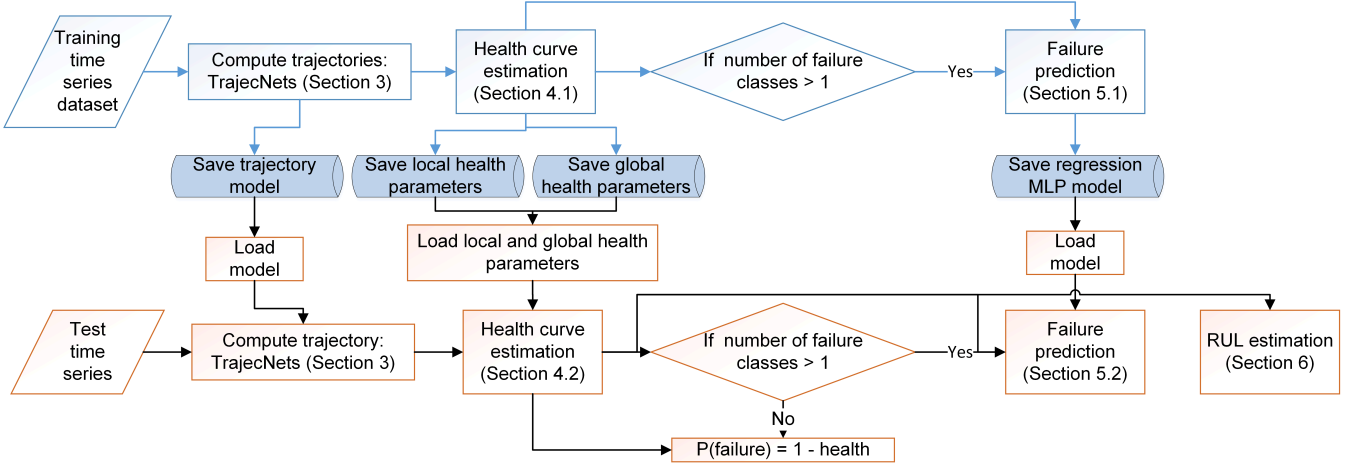 Training
time
series
dataset
Compute trajectories:
TrajecNets (Section 3)
Health curve
estimation
(Section 4.1)
If number of failure
classes > 1
Yes
Failure
prediction
(Section 5.1)
Save trajectory
model
Save local health
parameters
Save global
health parameters
Save regression
MLP model
Load
model
Load local and global health
parameters
Load
model
Test
time
series
Compute trajectory:
TrajecNets (Section 3)
Health curve
estimation
(Section 4.2)
If number of failure
classes > 1
Yes
Failure
prediction
(Section 5.2)
RUL estimation
(Section 6)
No
P(failure) = 1 - health